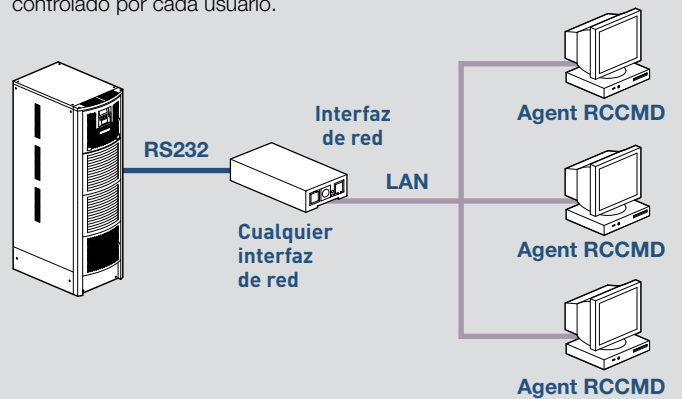 controlado por cada usuario.
Agent RCCMD
Interfaz
de red
RS232
LAN
Cualquier
interfaz
de red
Agent RCCMD
Agent RCCMD